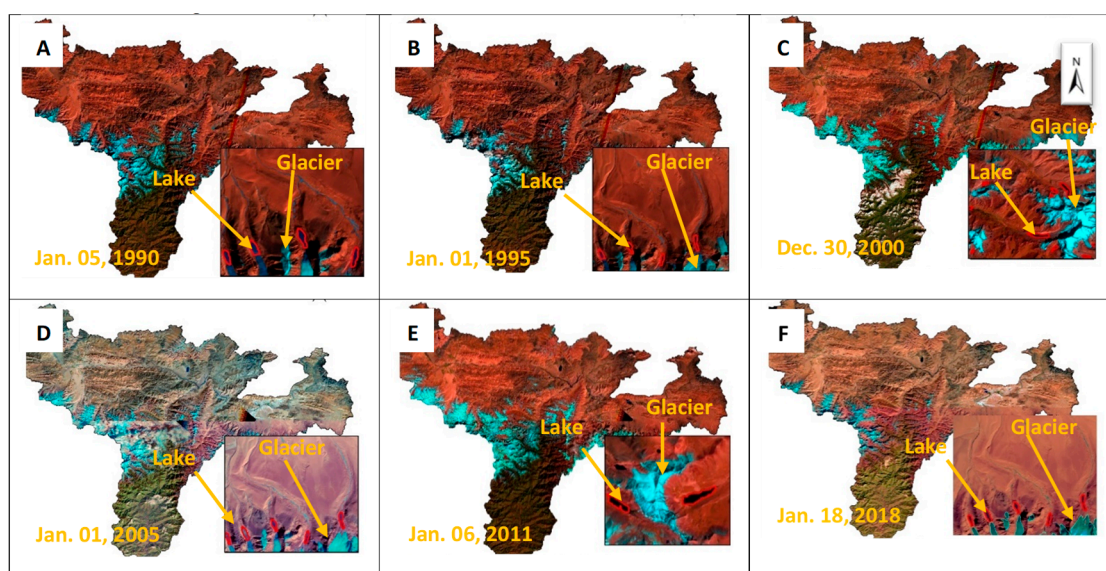 A
Lake
Glacier
Jan. 05, 1990
B
Lake
Glacier
Jan. 01, 1995
C
N
Glacier
Lake
Dec. 30, 2000
D
Lake
Glacier
Jan. 01, 2005
E
Glacier
Lake
Jan. 06, 2011
F
Glacier
Lake
Jan. 18, 2018